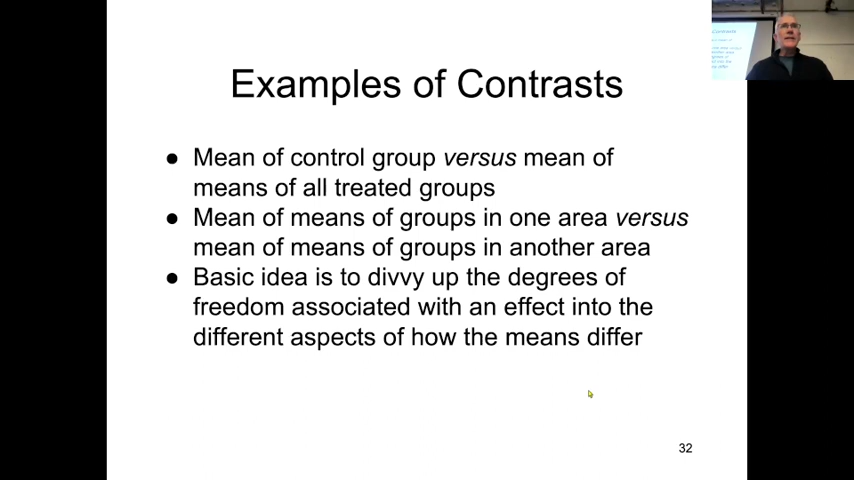 Examples of Contrasts
● Mean of control group versus mean of
means of all treated groups
● Mean of means of groups in one area versus
mean of means of groups in another area
● Basic idea is to divvy up the degrees of
freedom associated with an effect into the
different aspects of how the means differ
32
Contrasts